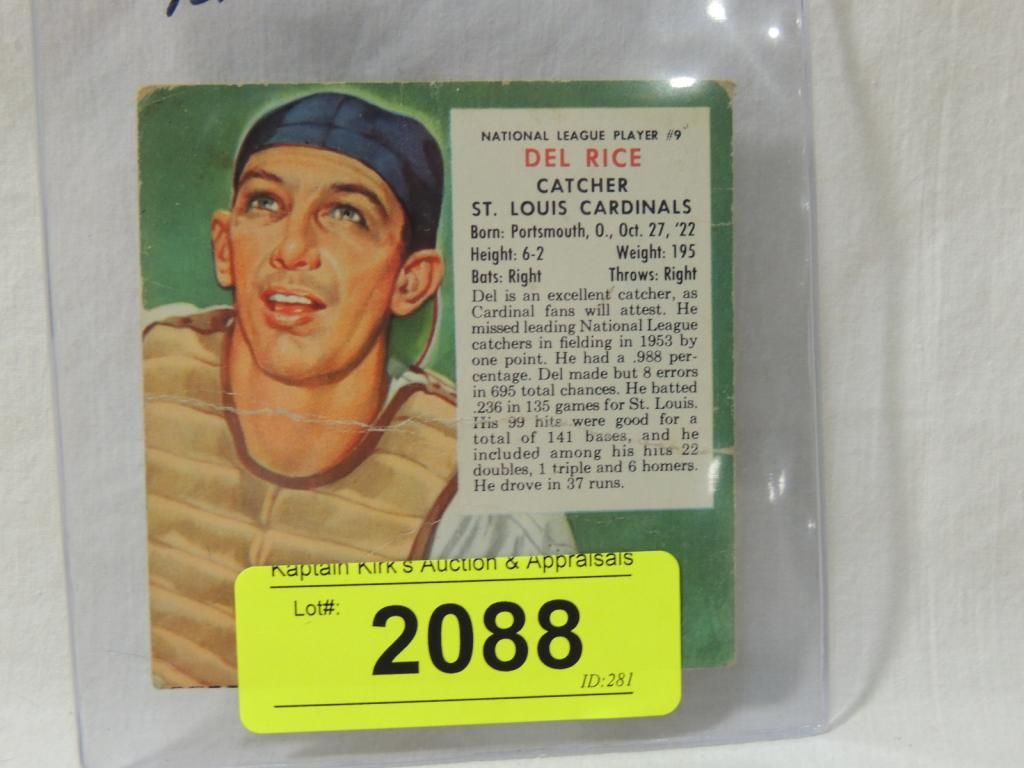 NATIONAL LEAGUE PLAYER #9
DEL RICE
CATCHER
ST. LOUIS CARDINALS
Born: Portsmouth, O., Oct. 27, '22
Height: 6-2 Weight: 195
Bats: Right Throws: Right
Del is an excellent catcher, as
Cardinal fans will attest. He
missed leading National League
catchers in fielding in 1953 by
one point. He had a .988 per-
centage. Del made but 8 errors
in 695 total chances. He batted
.236 in 135 games for St. Louis.
His 99 hits were good for a
total of 141 bases, and he
included among his hits 22
doubles, 1 triple and 6 homers.
He drove in 37 runs.
Kaptain Kirk's Auction & Appraisals
Lot#:
2088
ID:281